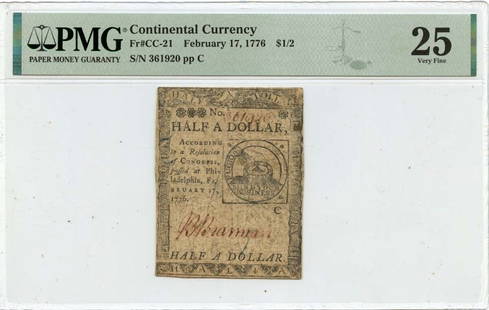 PMG
PAPER MONEY GUARANTY
Continental Currency
Fr#CC-21 February 17, 1776 $1/2
S/N 361920 pp C
25
Very Fine
No.
HALF A DOLLAR,
ACCORDING
to a Resolution
of CONGRESS,
passed at Phi-
ladelphia, Fe-
BRUARY 17,
1776.
C
HALF A DOLLAR.